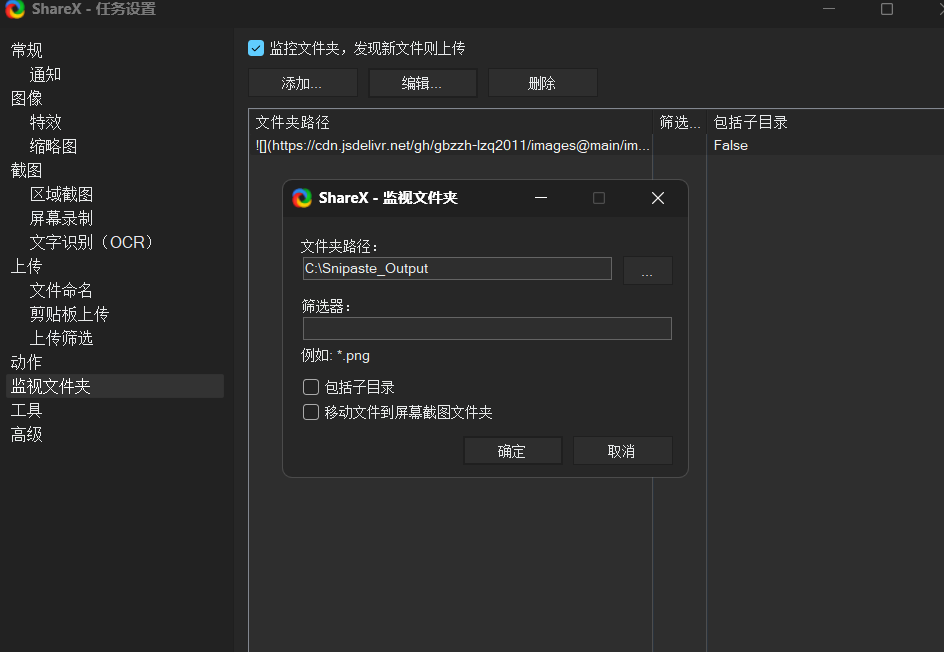 ShareX - 任务设置
常规
通知
图像
特效
缩略图
截图
区域截图
屏幕录制
文字识别（OCR）
上传
文件命名
剪贴板上传
上传筛选
动作
监视文件夹
工具
高级
监控文件夹，发现新文件则上传
添加... 编辑... 删除
文件夹路径 筛选... 包括子目录
![](https://cdn.jsdelivr.net/gh/gbzzh-lzq2011/images@main/im... False
ShareX - 监视文件夹
文件夹路径：
C:\Snipaste_Output ...
筛选器：
例如: *.png
包括子目录
移动文件到屏幕截图文件夹
确定 取消